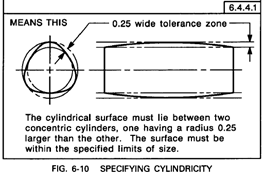 6.4.4.1
MEANS THIS
0.25 wide tolerance zone
The cylindrical surface must lie between two
concentric cylinders, one having a radius 0.25
larger than the other. The surface must be
within the specified limits of size.
FIG. 6-10 SPECIFYING CYLINDRICITY